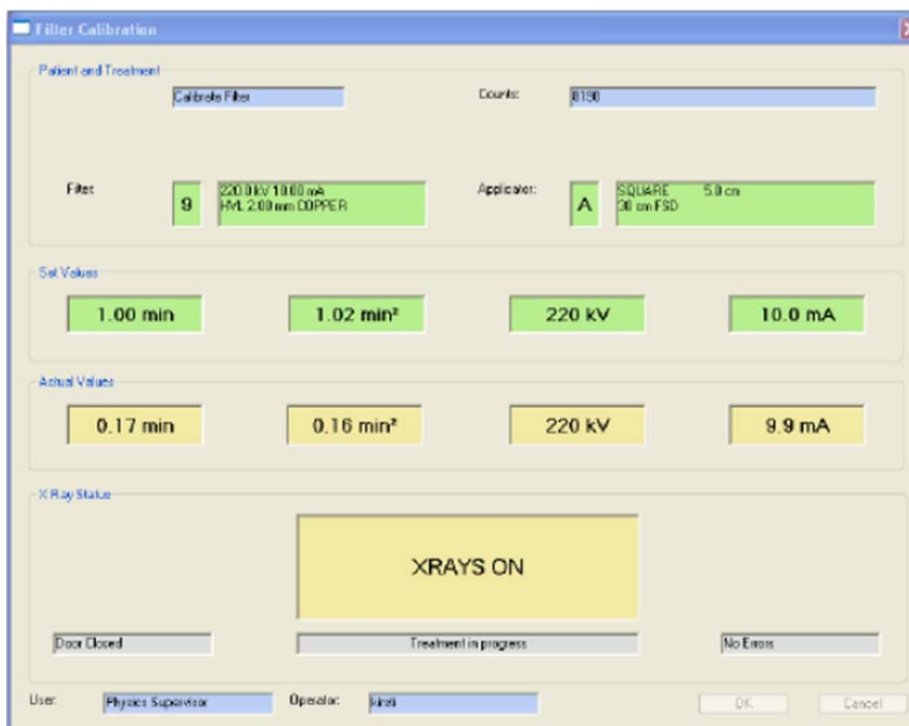 Filter Calibration
Patient and Treatment
Calibrate Filter
Counts:
8190
Filter:
9
220.0 kV 10.00 mA
HVL 2.00 mm COPPER
Applicator:
A
SQUARE 5.0 cm
30 cm FSD
Set Values
1.00 min
1.02 min²
220 kV
10.0 mA
Actual Values
0.17 min
0.16 min²
220 kV
9.9 mA
X Ray Status
XRAYS ON
Door Closed
Treatment in progress
No Errors
User:
Physics Supervisor
Operator:
OK
Cancel